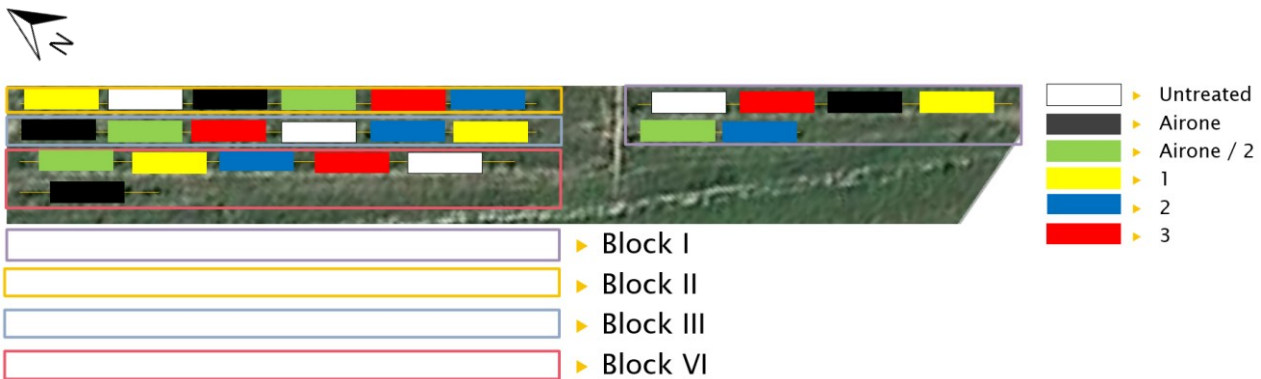 N
Untreated
Airone
Airone / 2
1
2
3
Block I
Block II
Block III
Block VI